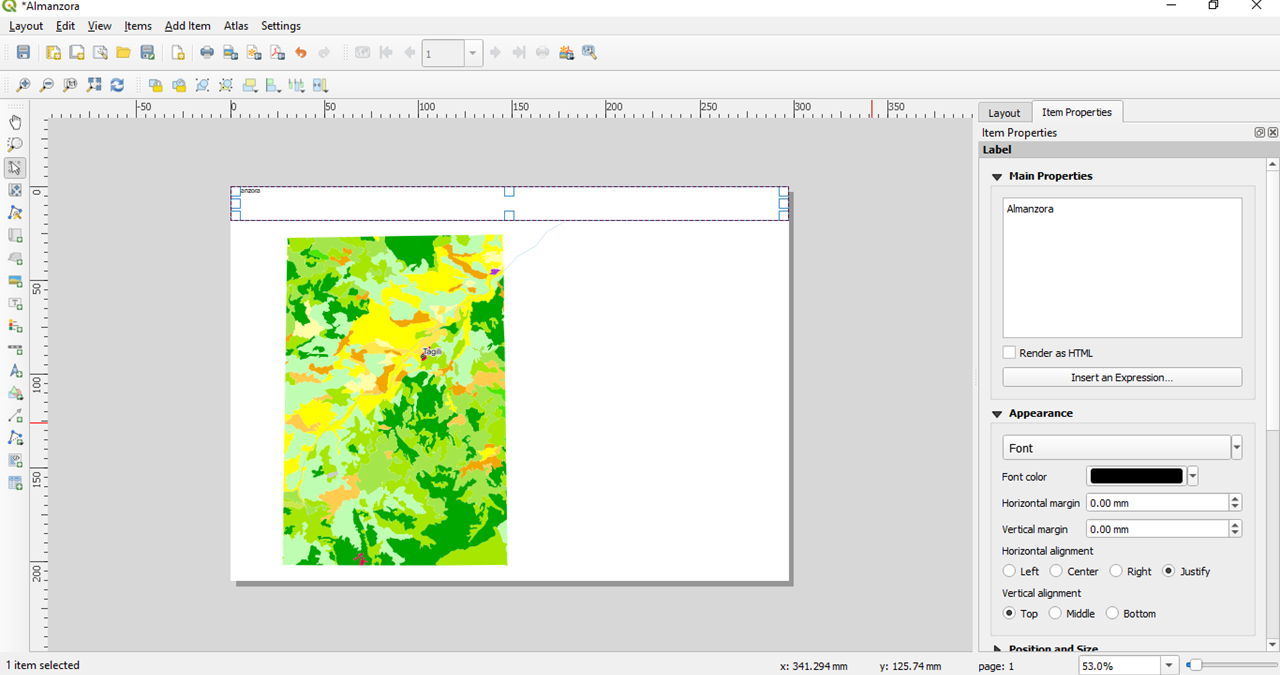 *Almanzora
Layout Edit View Items Add Item Atlas Settings
1
-50 0 50 100 150 200 250 300 350
Layout Item Properties
Item Properties
Label
Main Properties
Almanzora
Render as HTML
Insert an Expression...
Appearance
Font
Font color
Horizontal margin 0.00 mm
Vertical margin 0.00 mm
Horizontal alignment
Left Center Right Justify
Vertical alignment
Top Middle Bottom
Position and Size
anzora
0
50
Tagili
100
150
200
1 item selected x: 341.294 mm y: 125.74 mm page: 1 53.0%